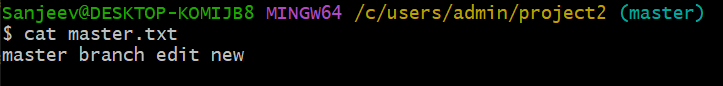 Sanjeev@DESKTOP-KOMIJB8 MINGW64 /c/users/admin/project2 (master)
$ cat master.txt
master branch edit new